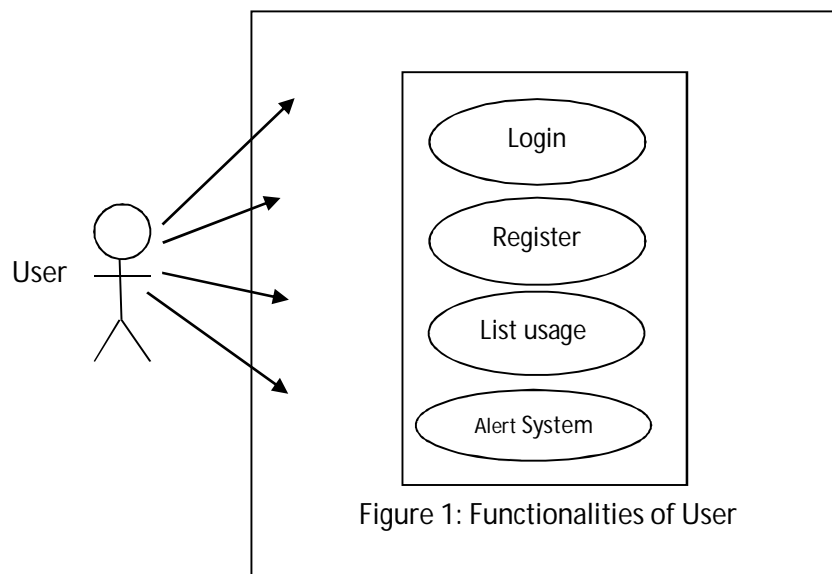 Login
Register
User
List usage
Alert System
Figure 1: Functionalities of User